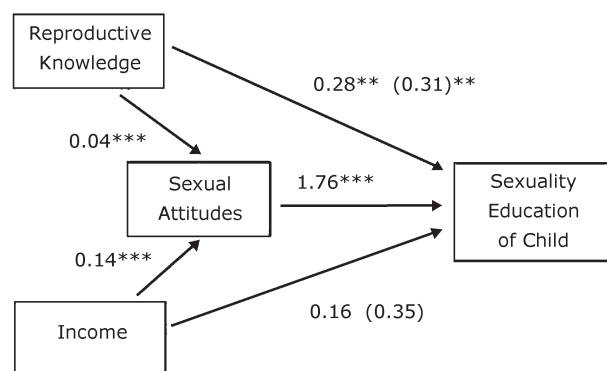 Reproductive
Knowledge
0.28** (0.31)**
0.04***
Sexual
Attitudes
1.76***
Sexuality
Education
of Child
0.14***
Income
0.16 (0.35)